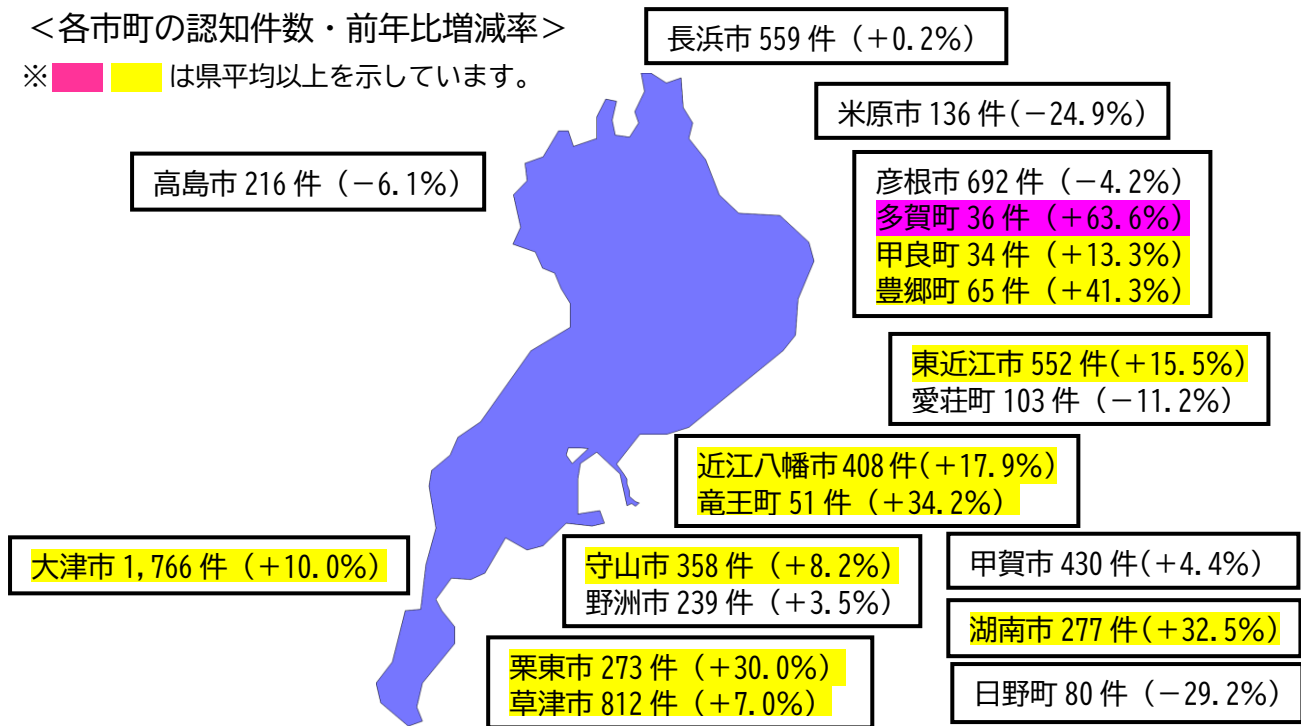 ＜各市町の認知件数・前年比増減率＞
※ は県平均以上を示しています。
長浜市 559 件（＋0.2%）
米原市 136 件(－24.9%)
高島市 216 件（－6.1%）
彦根市 692 件（－4.2%）
多賀町 36 件（＋63.6%）
甲良町 34 件（＋13.3%）
豊郷町 65 件（＋41.3%）
東近江市 552 件(＋15.5%)
愛荘町 103 件（－11.2%）
近江八幡市 408 件(＋17.9%)
竜王町 51 件（＋34.2%）
大津市 1,766 件（＋10.0%）
守山市 358 件（＋8.2%）
野洲市 239 件（＋3.5%）
甲賀市 430 件(＋4.4%)
湖南市 277 件(＋32.5%)
栗東市 273 件（＋30.0%）
草津市 812 件（＋7.0%）
日野町 80 件（－29.2%）